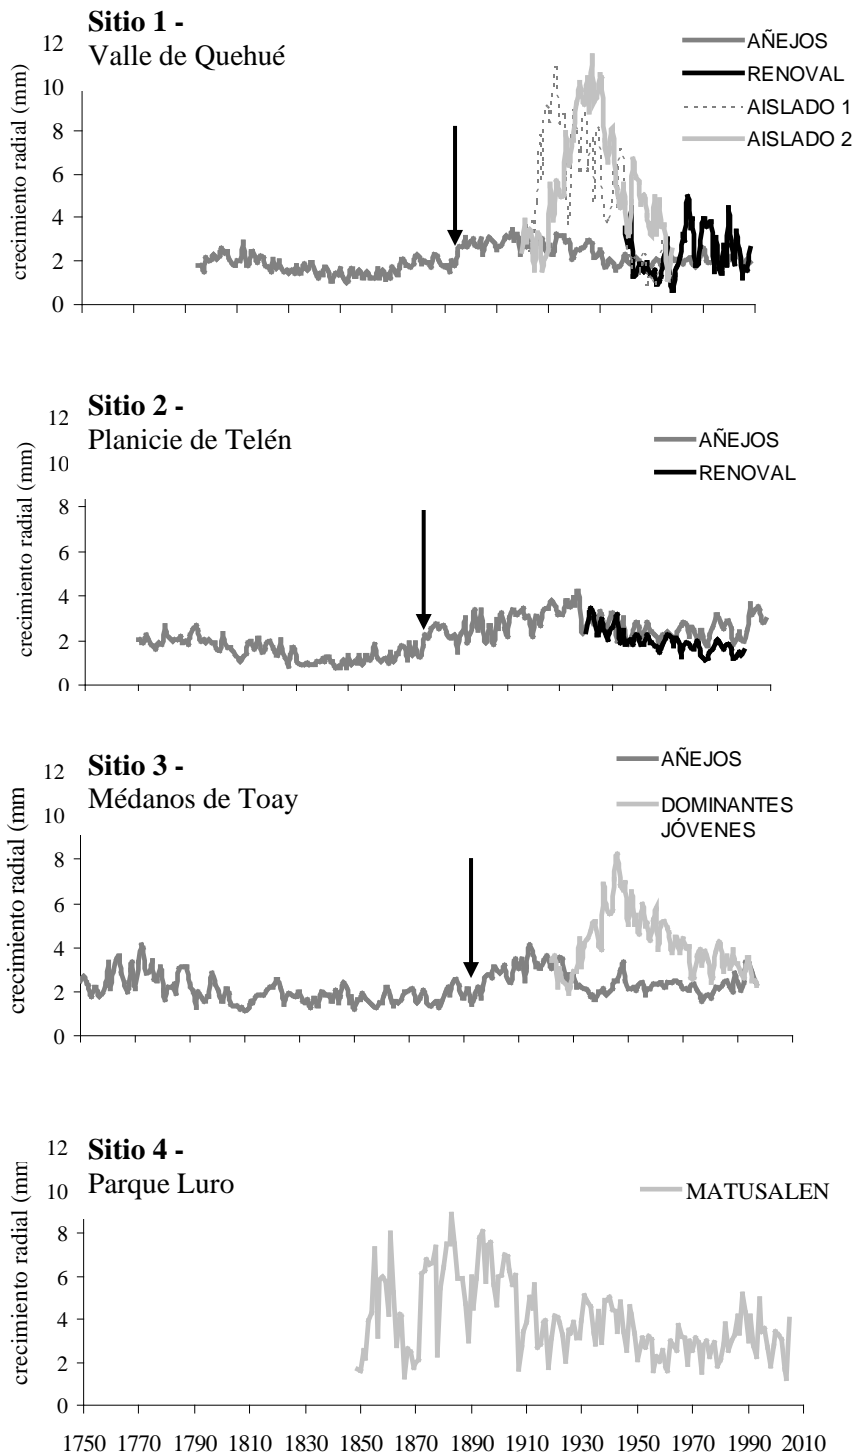 Sitio 1 -
Valle de Quehué
12
10
8
6
4
2
0
crecimiento radial (mm)
AÑEJOS
RENOVAL
AISLADO 1
AISLADO 2
Sitio 2 -
Planicie de Telén
12
10
8
6
4
2
0
crecimiento radial (mm)
AÑEJOS
RENOVAL
Sitio 3 -
Médanos de Toay
12
10
8
6
4
2
0
crecimiento radial (mm
AÑEJOS
DOMINANTES
JÓVENES
Sitio 4 -
Parque Luro
12
10
8
6
4
2
0
crecimiento radial (mm
MATUSALEN
1750 1770 1790 1810 1830 1850 1870 1890 1910 1930 1950 1970 1990 2010